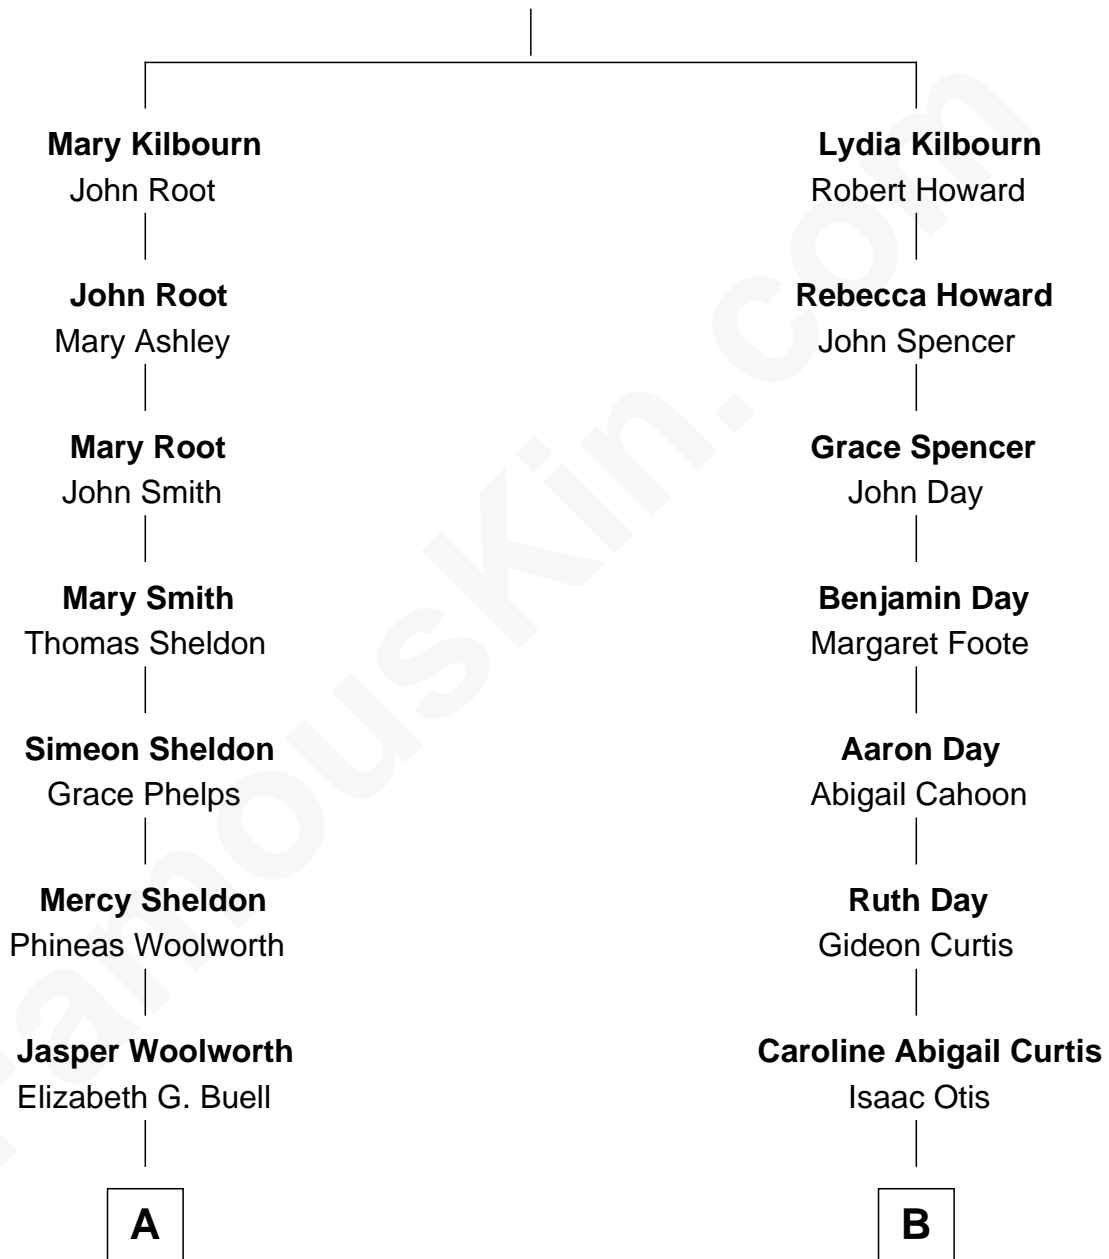 Mary Kilbourn
John Root
Lydia Kilbourn
Robert Howard
John Root
Mary Ashley
Rebecca Howard
John Spencer
Mary Root
John Smith
Grace Spencer
John Day
Mary Smith
Thomas Sheldon
Benjamin Day
Margaret Foote
Simeon Sheldon
Grace Phelps
Aaron Day
Abigail Cahoon
Mercy Sheldon
Phineas Woolworth
Ruth Day
Gideon Curtis
Jasper Woolworth
Elizabeth G. Buell
Caroline Abigail Curtis
Isaac Otis
A
B
FamousKin.com